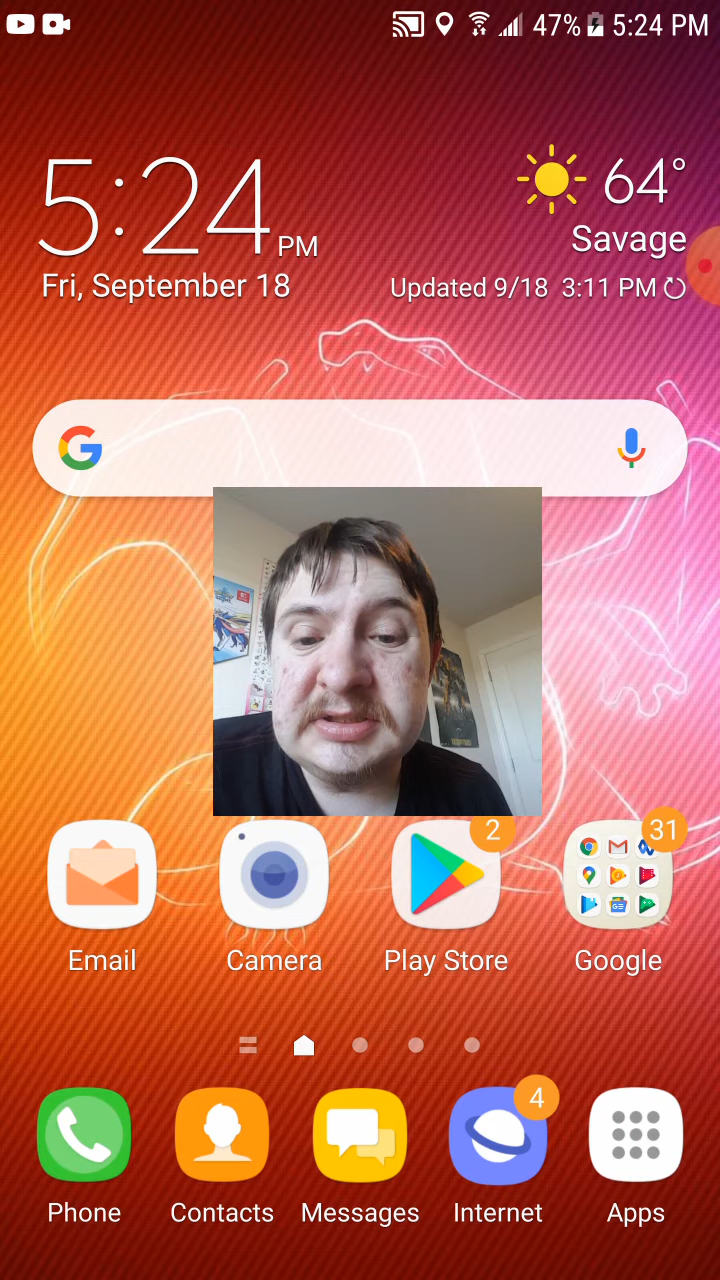 47% 5:24 PM
5:24 PM
64°
Savage
Fri, September 18
Updated 9/18 3:11 PM
2
31
Email
Camera
Play Store
Google
4
Phone
Contacts
Messages
Internet
Apps